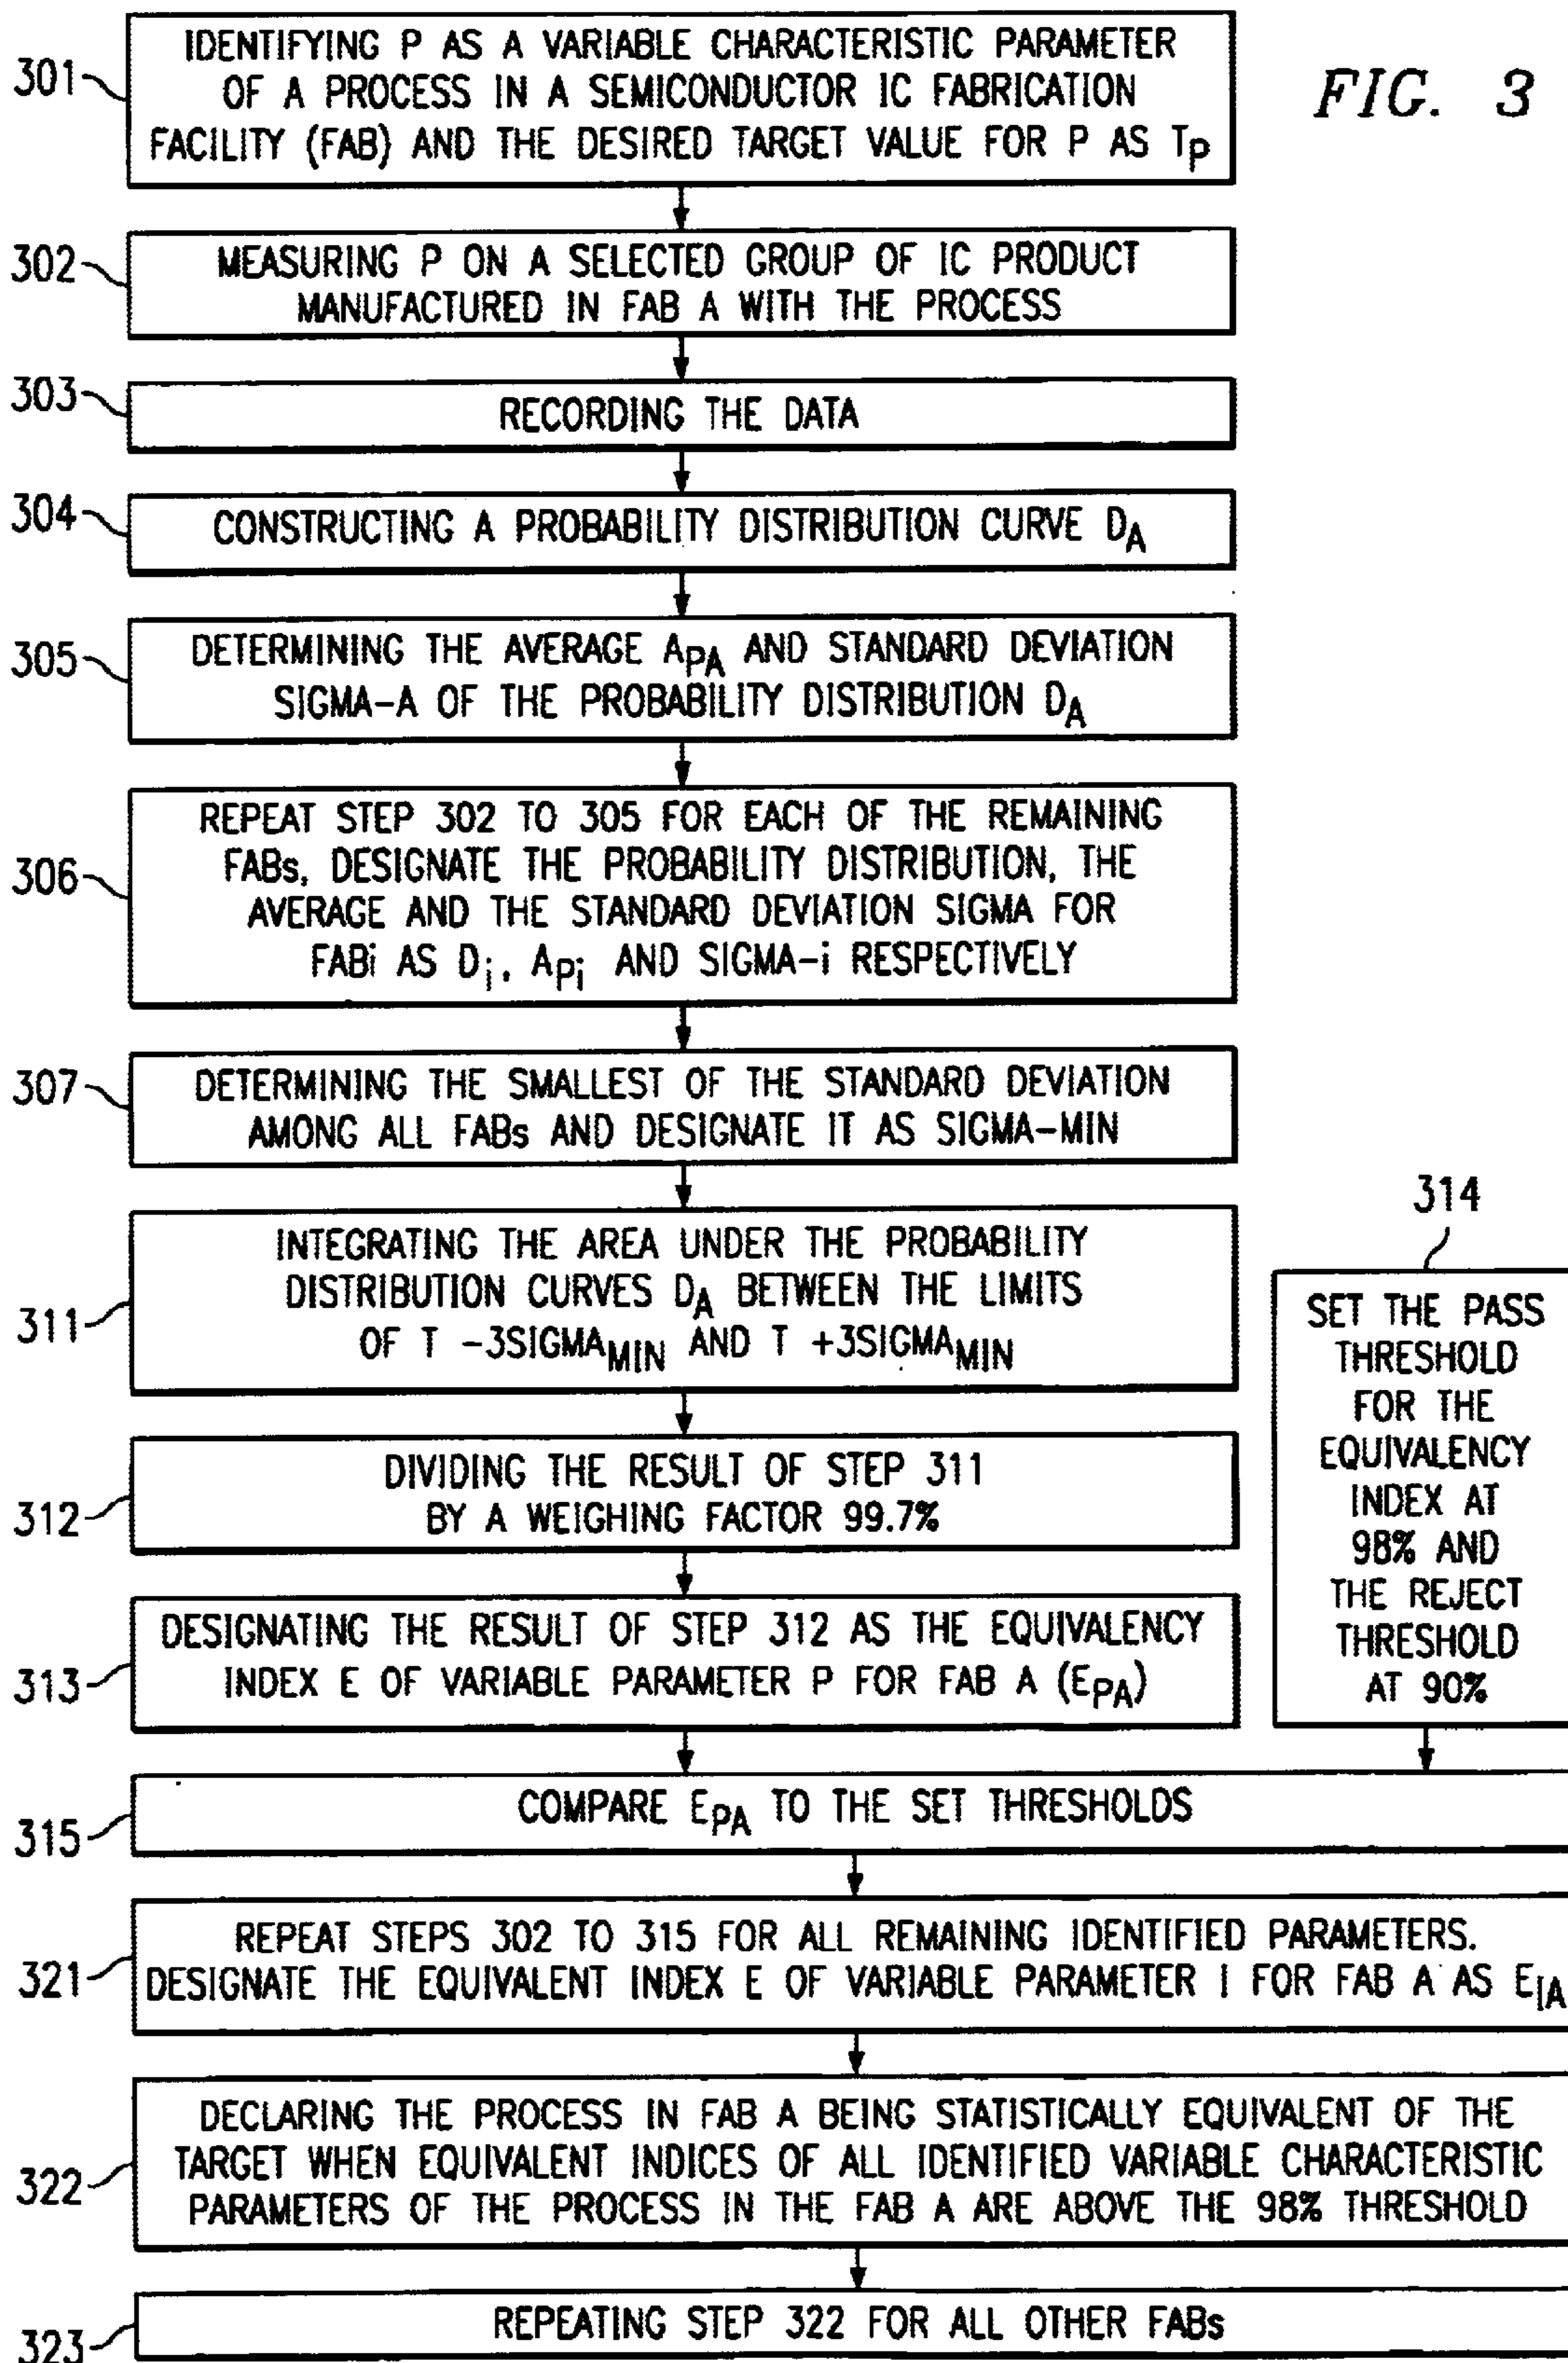 FIG. 3
301
IDENTIFYING P AS A VARIABLE CHARACTERISTIC PARAMETER
OF A PROCESS IN A SEMICONDUCTOR IC FABRICATION
FACILITY (FAB) AND THE DESIRED TARGET VALUE FOR P AS TP
302
MEASURING P ON A SELECTED GROUP OF IC PRODUCT
MANUFACTURED IN FAB A WITH THE PROCESS
303
RECORDING THE DATA
304
CONSTRUCTING A PROBABILITY DISTRIBUTION CURVE DA
305
DETERMINING THE AVERAGE APA AND STANDARD DEVIATION
SIGMA-A OF THE PROBABILITY DISTRIBUTION DA
306
REPEAT STEP 302 TO 305 FOR EACH OF THE REMAINING
FABs, DESIGNATE THE PROBABILITY DISTRIBUTION, THE
AVERAGE AND THE STANDARD DEVIATION SIGMA FOR
FABi AS Di, APi AND SIGMA-i RESPECTIVELY
307
DETERMINING THE SMALLEST OF THE STANDARD DEVIATION
AMONG ALL FABs AND DESIGNATE IT AS SIGMA-MIN
311
INTEGRATING THE AREA UNDER THE PROBABILITY
DISTRIBUTION CURVES DA BETWEEN THE LIMITS
OF T -3SIGMAMIN AND T +3SIGMAMIN
312
DIVIDING THE RESULT OF STEP 311
BY A WEIGHING FACTOR 99.7%
313
DESIGNATING THE RESULT OF STEP 312 AS THE EQUIVALENCY
INDEX E OF VARIABLE PARAMETER P FOR FAB A (EPA)
314
SET THE PASS
THRESHOLD
FOR THE
EQUIVALENCY
INDEX AT
98% AND
THE REJECT
THRESHOLD
AT 90%
315
COMPARE EPA TO THE SET THRESHOLDS
321
REPEAT STEPS 302 TO 315 FOR ALL REMAINING IDENTIFIED PARAMETERS.
DESIGNATE THE EQUIVALENT INDEX E OF VARIABLE PARAMETER I FOR FAB A AS EIA
322
DECLARING THE PROCESS IN FAB A BEING STATISTICALLY EQUIVALENT OF THE
TARGET WHEN EQUIVALENT INDICES OF ALL IDENTIFIED VARIABLE CHARACTERISTIC
PARAMETERS OF THE PROCESS IN THE FAB A ARE ABOVE THE 98% THRESHOLD
323
REPEATING STEP 322 FOR ALL OTHER FABs